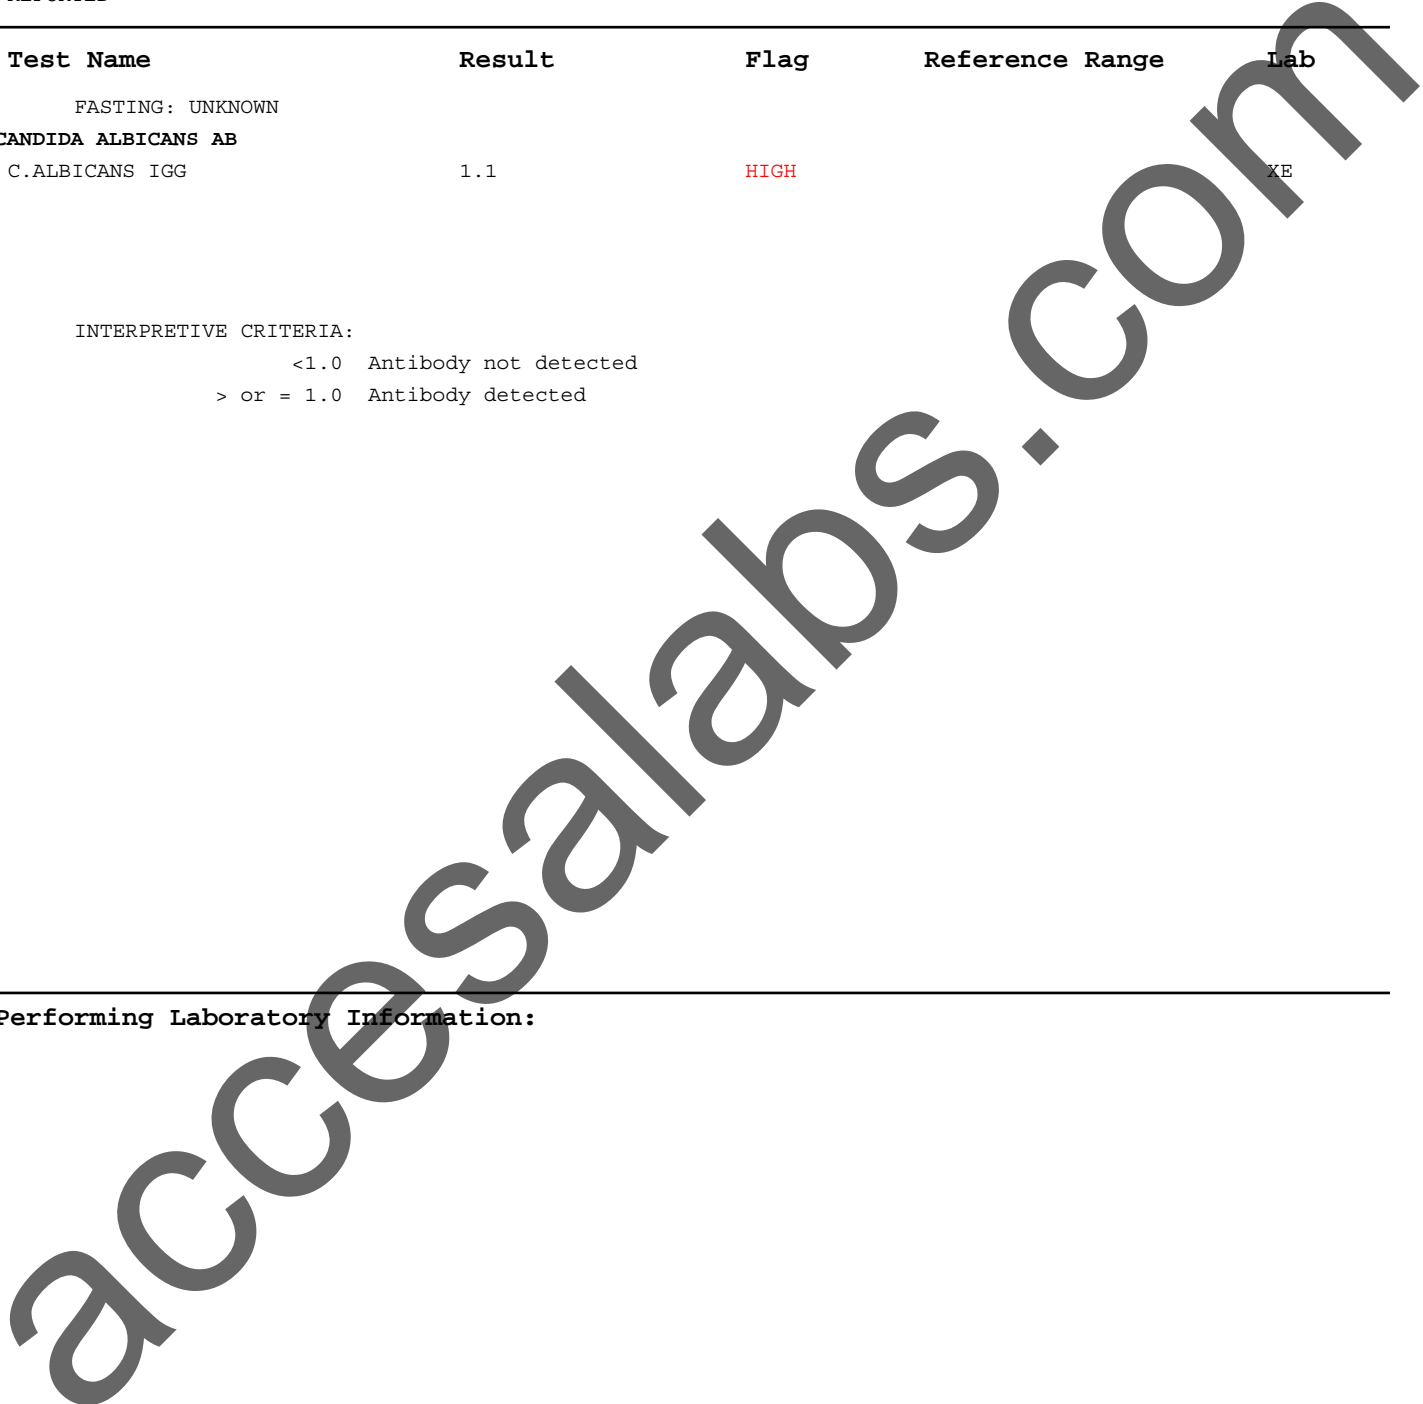 Test Name Result Flag Reference Range Lab
FASTING: UNKNOWN
CANDIDA ALBICANS AB
C.ALBICANS IGG 1.1 HIGH XE
INTERPRETIVE CRITERIA:
<1.0 Antibody not detected
> or = 1.0 Antibody detected
Performing Laboratory Information:
accesalabs.com